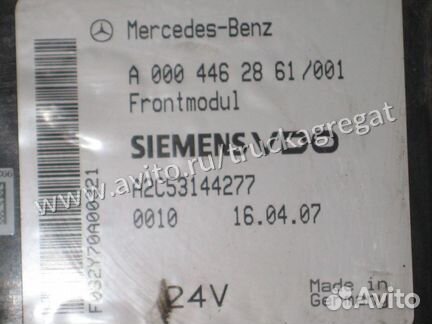 Mercedes-Benz
A 000 446 28 61/001
Frontmodul
SIEMENS VDO
www.avito.ru/truckagregat
A2C53144277
0010 16.04.07
24V
Made in
Germany
Avito